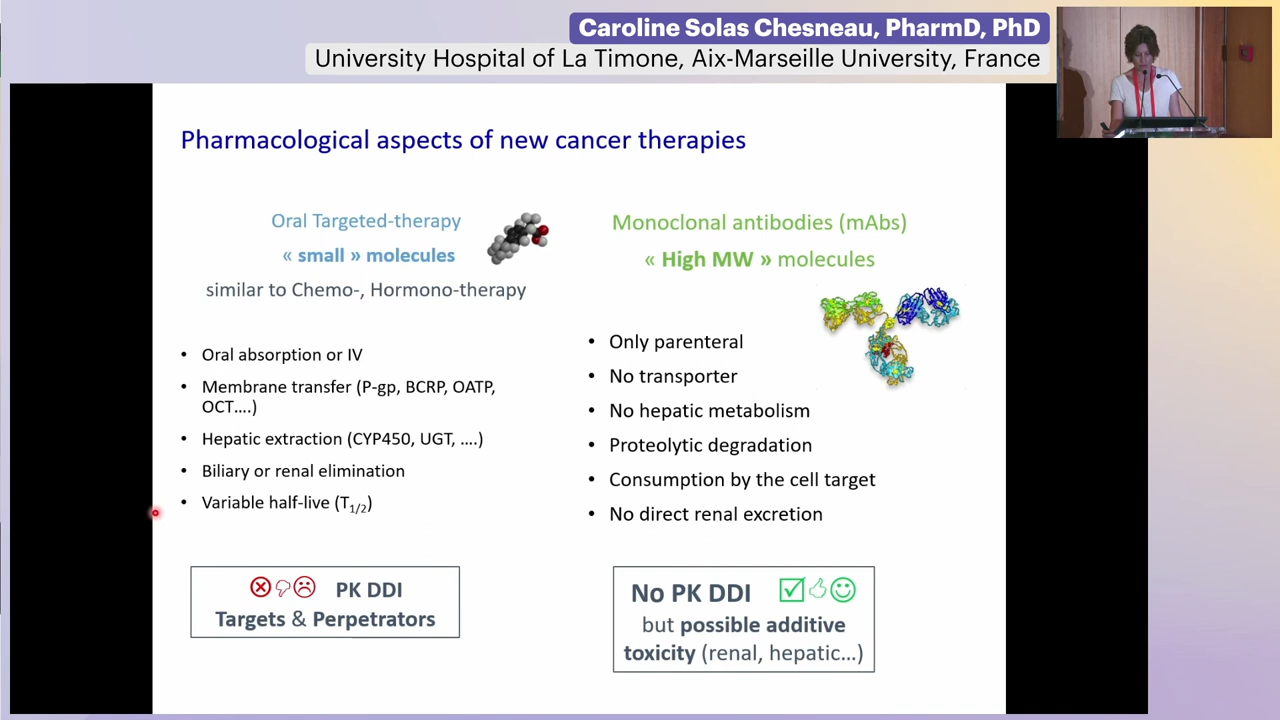 Caroline Solas Chesneau, PharmD, PhD
University Hospital of La Timone, Aix-Marseille University, France
Pharmacological aspects of new cancer therapies
Oral Targeted-therapy
« small » molecules
similar to Chemo-, Hormono-therapy
• Oral absorption or IV
• Membrane transfer (P-gp, BCRP, OATP,
OCT….)
• Hepatic extraction (CYP450, UGT, ….)
• Biliary or renal elimination
• Variable half-live (T1/2)
PK DDI
Targets & Perpetrators
Monoclonal antibodies (mAbs)
« High MW » molecules
• Only parenteral
• No transporter
• No hepatic metabolism
• Proteolytic degradation
• Consumption by the cell target
• No direct renal excretion
No PK DDI
but possible additive
toxicity (renal, hepatic…)